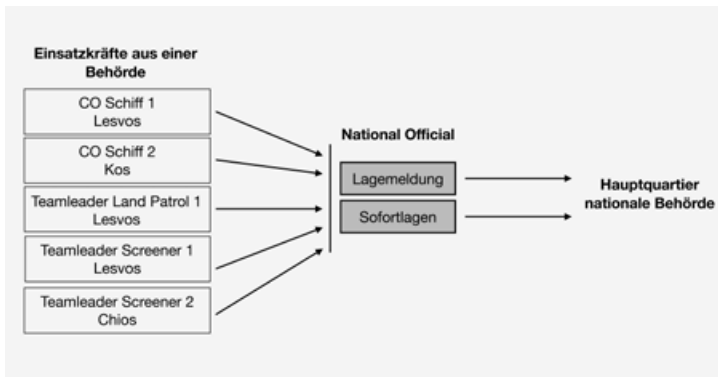 Einsatzkräfte aus einer
Behörde
CO Schiff 1
Lesvos
CO Schiff 2
Kos
Teamleader Land Patrol 1
Lesvos
Teamleader Screener 1
Lesvos
Teamleader Screener 2
Chios
National Official
Lagemeldung
Sofortlagen
Hauptquartier
nationale Behörde